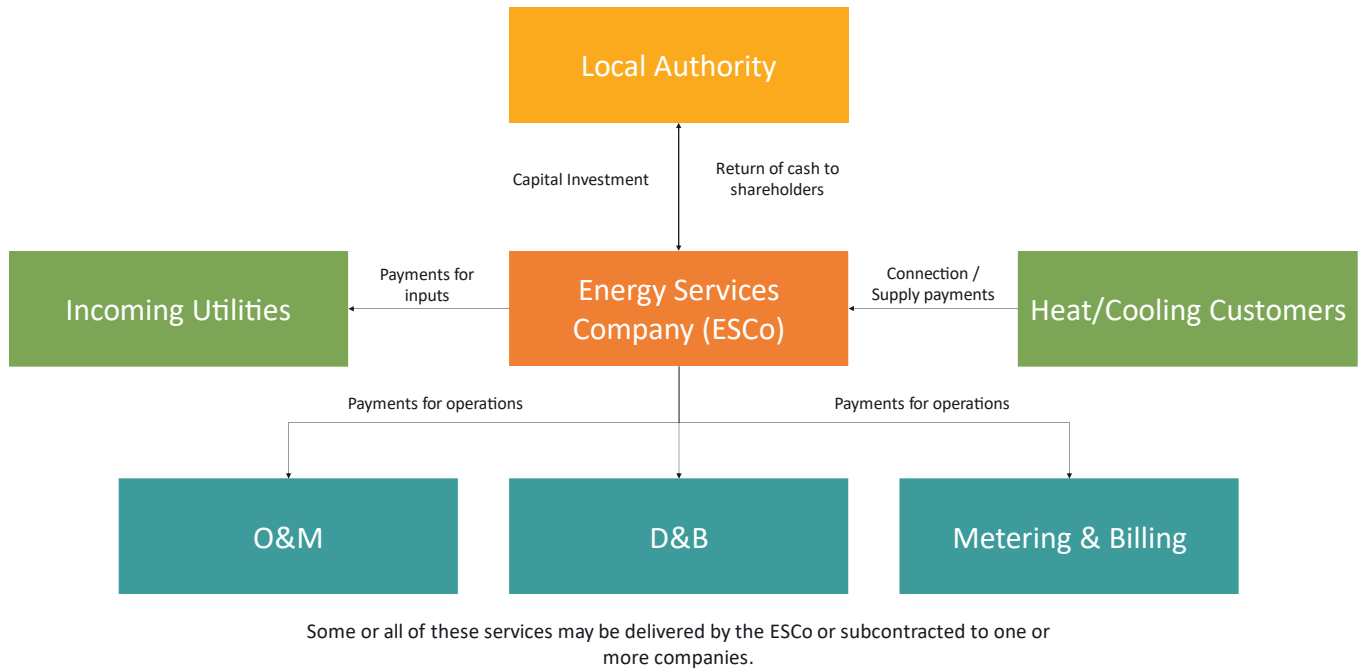 Local Authority
Capital Investment
Return of cash to
shareholders
Incoming Utilities
Payments for
inputs
Energy Services
Company (ESCo)
Connection /
Supply payments
Heat/Cooling Customers
Payments for operations
Payments for operations
O&M
D&B
Metering & Billing
Some or all of these services may be delivered by the ESCo or subcontracted to one or
more companies.